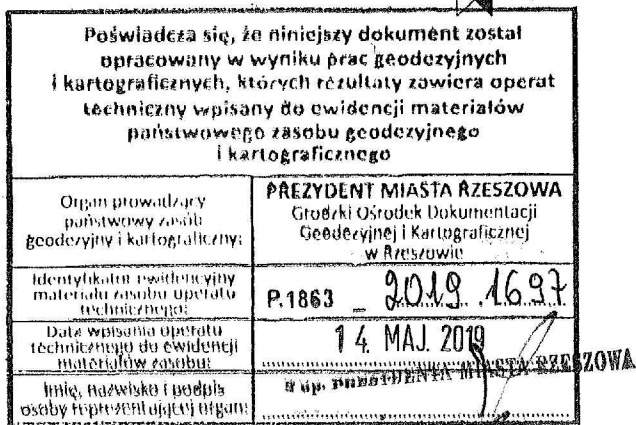 Poświadcza się, że niniejszy dokument został
opracowany w wyniku prac geodezyjnych
i kartograficznych, których rezultaty zawiera operat
techniczny wpisany do ewidencji materiałów
państwowego zasobu geodezyjnego
i kartograficznego
Organ prowadzący
państwowy zasób
geodezyjny i kartograficzny:
PREZYDENT MIASTA RZESZOWA
Grodzki Ośrodek Dokumentacji
Geodezyjnej i Kartograficznej
w Rzeszowie
Identyfikator ewidencyjny
materiału zasobu operatu
technicznego:
P.1863 _ 2019.1697
Data wpisania operatu
technicznego do ewidencji
materiałów zasobu:
14. MAJ. 2019
Imię, nazwisko i podpis
osoby reprezentującej organ:
z up. PREZYDENTA MIASTA RZESZOWA